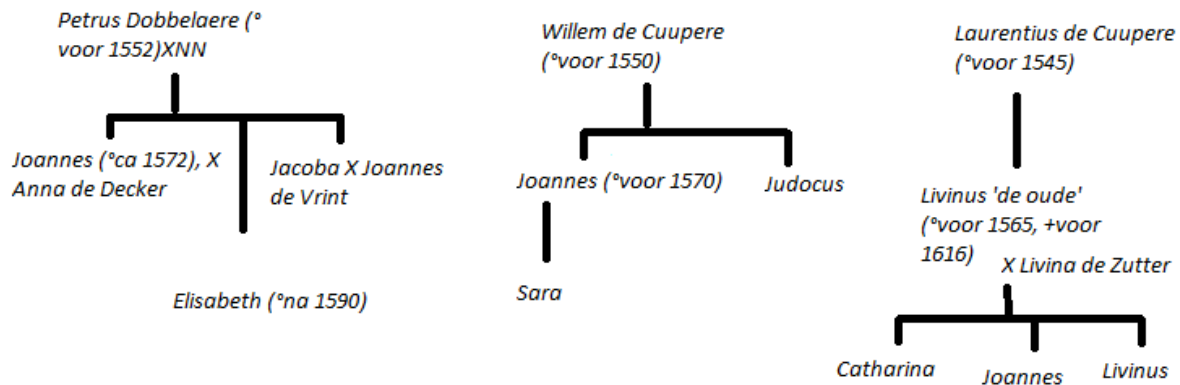 Petrus Dobbelaere (°
voor 1552)XNN
Willem de Cuupere
(°voor 1550)
Laurentius de Cuupere
(°voor 1545)
Joannes (°ca 1572), X
Anna de Decker
Jacoba X Joannes
de Vrint
Joannes (°voor 1570)
Judocus
Livinus 'de oude'
(°voor 1565, +voor
1616)
X Livina de Zutter
Elisabeth (°na 1590)
Sara
Catharina
Joannes
Livinus